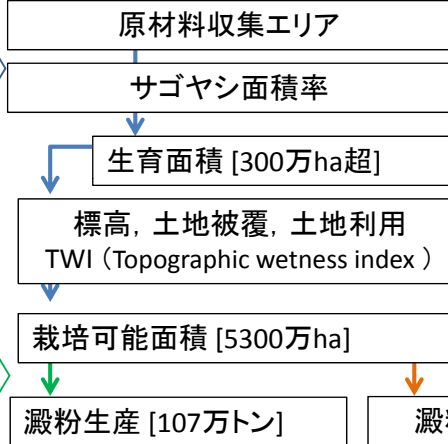 原材料収集エリア
サゴヤシ面積率
生育面積 [300万ha超]
標高，土地被覆，土地利用
TWI（Topographic wetness index ）
栽培可能面積 [5300万ha]
澱粉生産 [107万トン]
澱